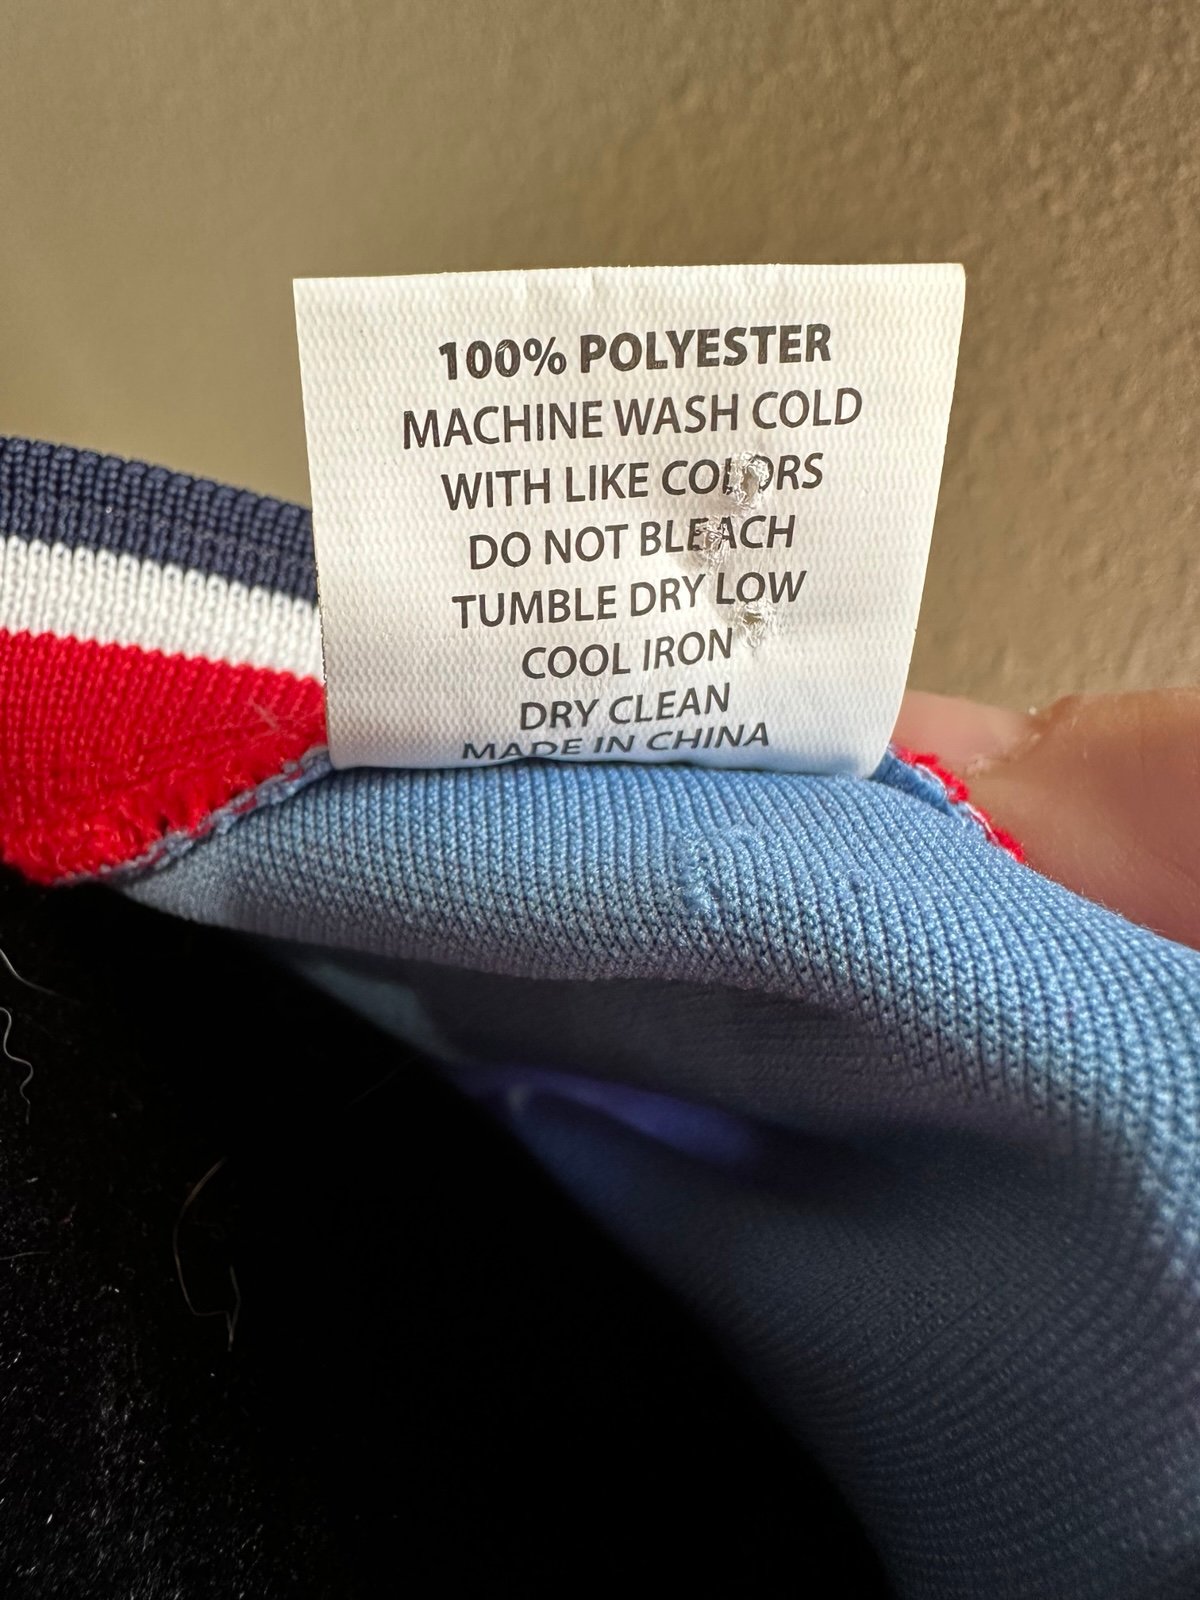 100% POLYESTER
MACHINE WASH COLD
WITH LIKE COLORS
DO NOT BLEACH
TUMBLE DRY LOW
COOL IRON
DRY CLEAN
MADE IN CHINA